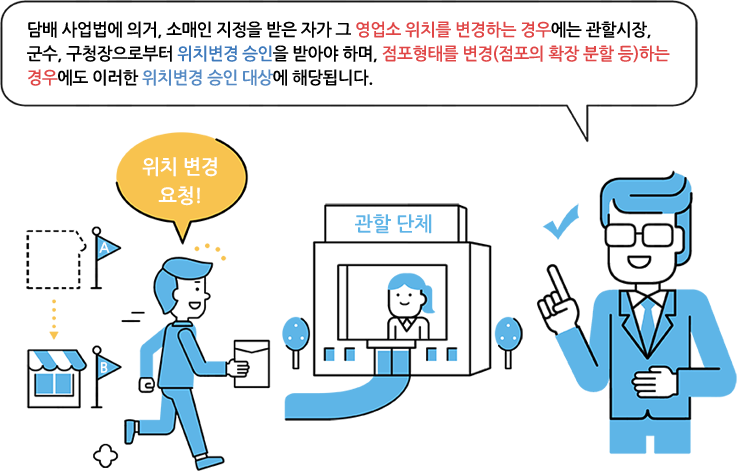 담배 사업법에 의거, 소매인 지정을 받은 자가 그 영업소 위치를 변경하는 경우에는 관할시장,
군수, 구청장으로부터 위치변경 승인을 받아야 하며, 점포형태를 변경(점포의 확장 분할 등)하는
경우에도 이러한 위치변경 승인 대상에 해당됩니다.
위치 변경
요청!
관할 단체
A
B